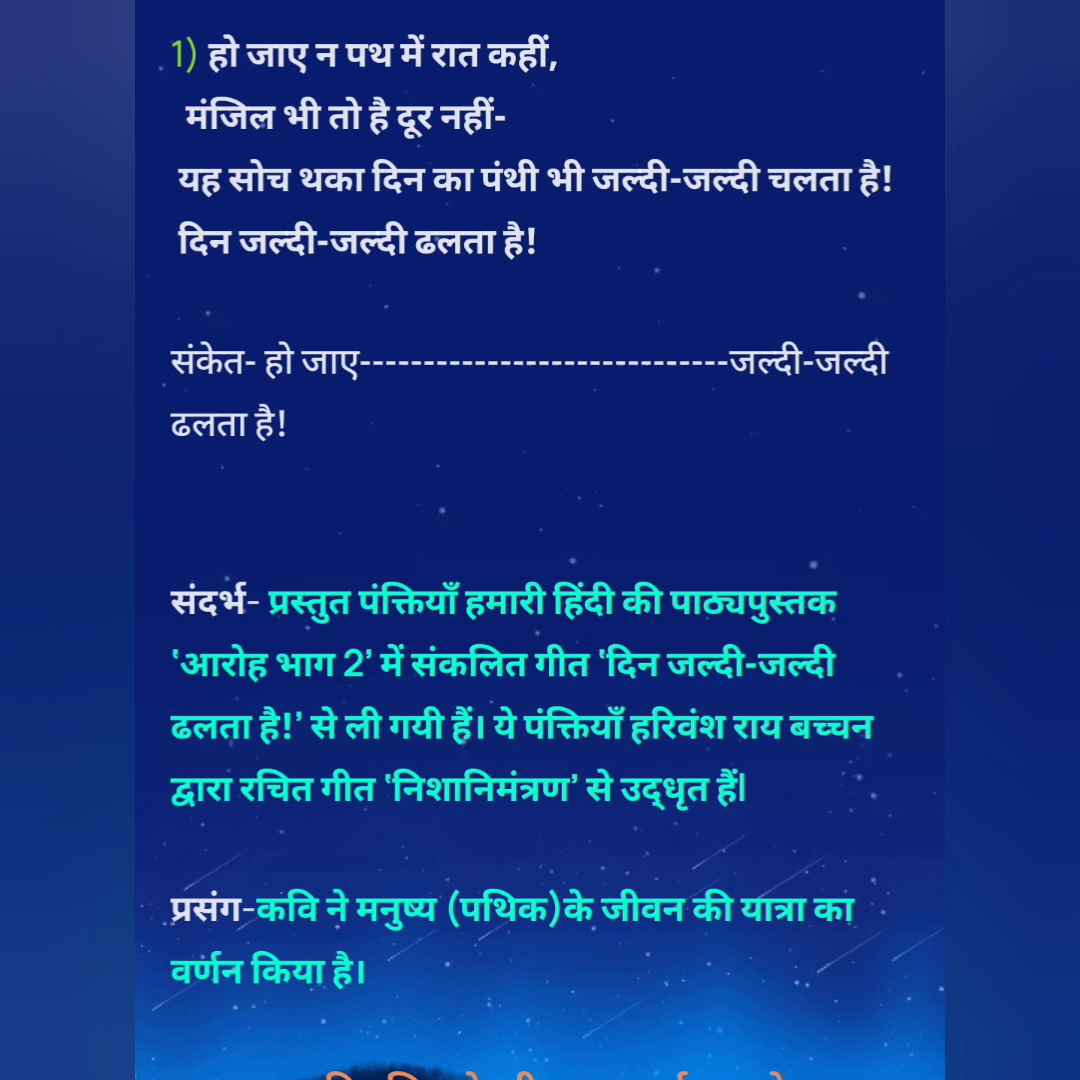 1) हो जाए न पथ में रात कहीं,
मंजिल भी तो है दूर नहीं-
यह सोच थका दिन का पंथी भी जल्दी-जल्दी चलता है!
दिन जल्दी-जल्दी ढलता है!
संकेत- हो जाए-----------------------------जल्दी-जल्दी
ढलता है!
संदर्भ- प्रस्तुत पंक्तियाँ हमारी हिंदी की पाठ्यपुस्तक
‘आरोह भाग 2’ में संकलित गीत ‘दिन जल्दी-जल्दी
ढलता है!’ से ली गयी हैं। ये पंक्तियाँ हरिवंश राय बच्चन
द्वारा रचित गीत ‘निशानिमंत्रण’ से उद्धृत हैं|
प्रसंग-कवि ने मनुष्य (पथिक)के जीवन की यात्रा का
वर्णन किया है।